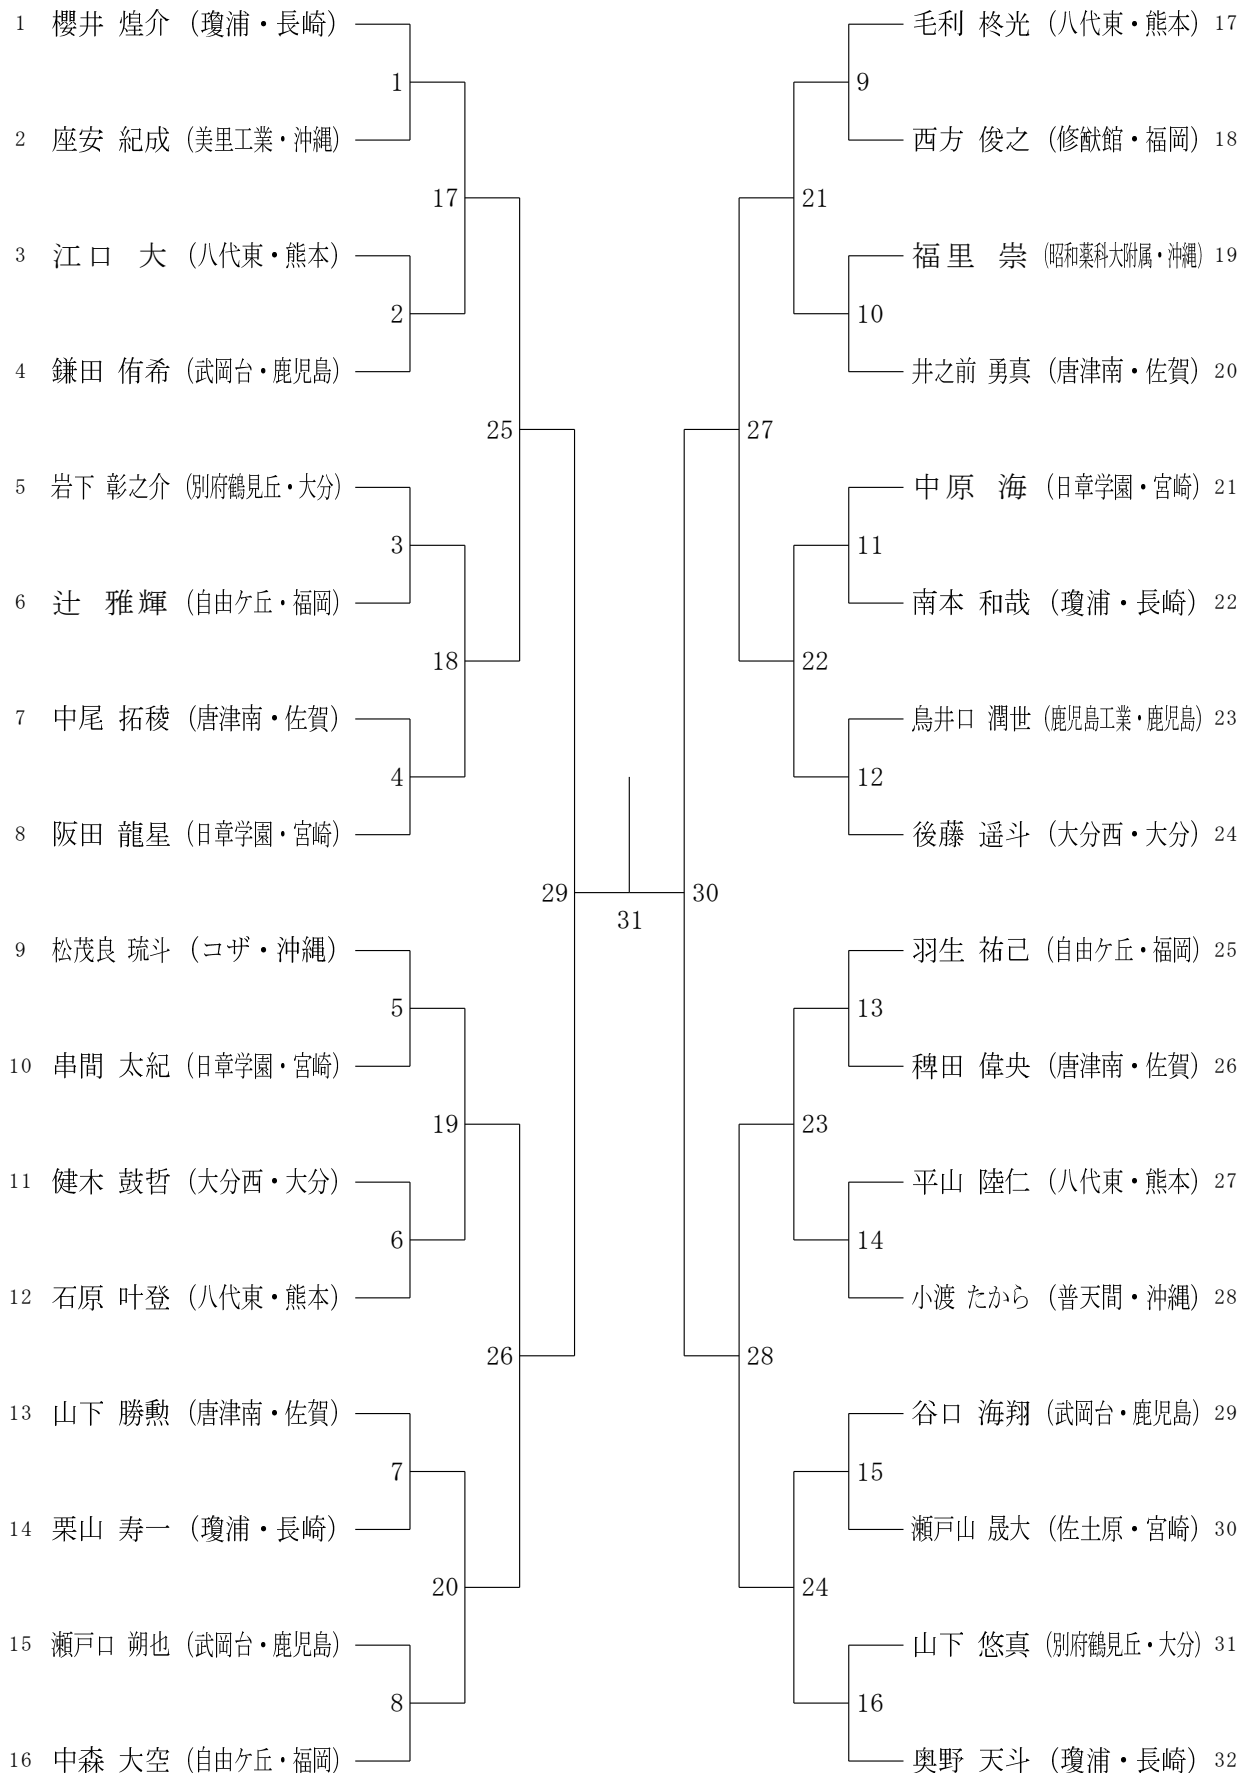 1 櫻井 煌介 (瓊浦・長崎)
1
2 座安 紀成 (美里工業・沖縄)
17
3 江口 大 (八代東・熊本)
2
4 鎌田 侑希 (武岡台・鹿児島)
25
5 岩下 彰之介 (別府鶴見丘・大分)
3
6 辻 雅輝 (自由ケ丘・福岡)
18
7 中尾 拓稜 (唐津南・佐賀)
4
8 阪田 龍星 (日章学園・宮崎)
29
9 松茂良 琉斗 (コザ・沖縄)
5
10 串間 太紀 (日章学園・宮崎)
19
11 健木 鼓哲 (大分西・大分)
6
12 石原 叶登 (八代東・熊本)
26
13 山下 勝勲 (唐津南・佐賀)
7
14 栗山 寿一 (瓊浦・長崎)
20
15 瀬戸口 朔也 (武岡台・鹿児島)
8
16 中森 大空 (自由ケ丘・福岡)
31
毛利 柊光 (八代東・熊本) 17
9
西方 俊之 (修猷館・福岡) 18
21
福里 崇 (昭和薬科大附属・沖縄) 19
10
井之前 勇真 (唐津南・佐賀) 20
27
中原 海 (日章学園・宮崎) 21
11
南本 和哉 (瓊浦・長崎) 22
22
鳥井口 潤世 (鹿児島工業・鹿児島) 23
12
後藤 遥斗 (大分西・大分) 24
30
羽生 祐己 (自由ケ丘・福岡) 25
13
稗田 偉央 (唐津南・佐賀) 26
23
平山 陸仁 (八代東・熊本) 27
14
小渡 たから (普天間・沖縄) 28
28
谷口 海翔 (武岡台・鹿児島) 29
15
瀬戸山 晟大 (佐土原・宮崎) 30
24
山下 悠真 (別府鶴見丘・大分) 31
16
奥野 天斗 (瓊浦・長崎) 32